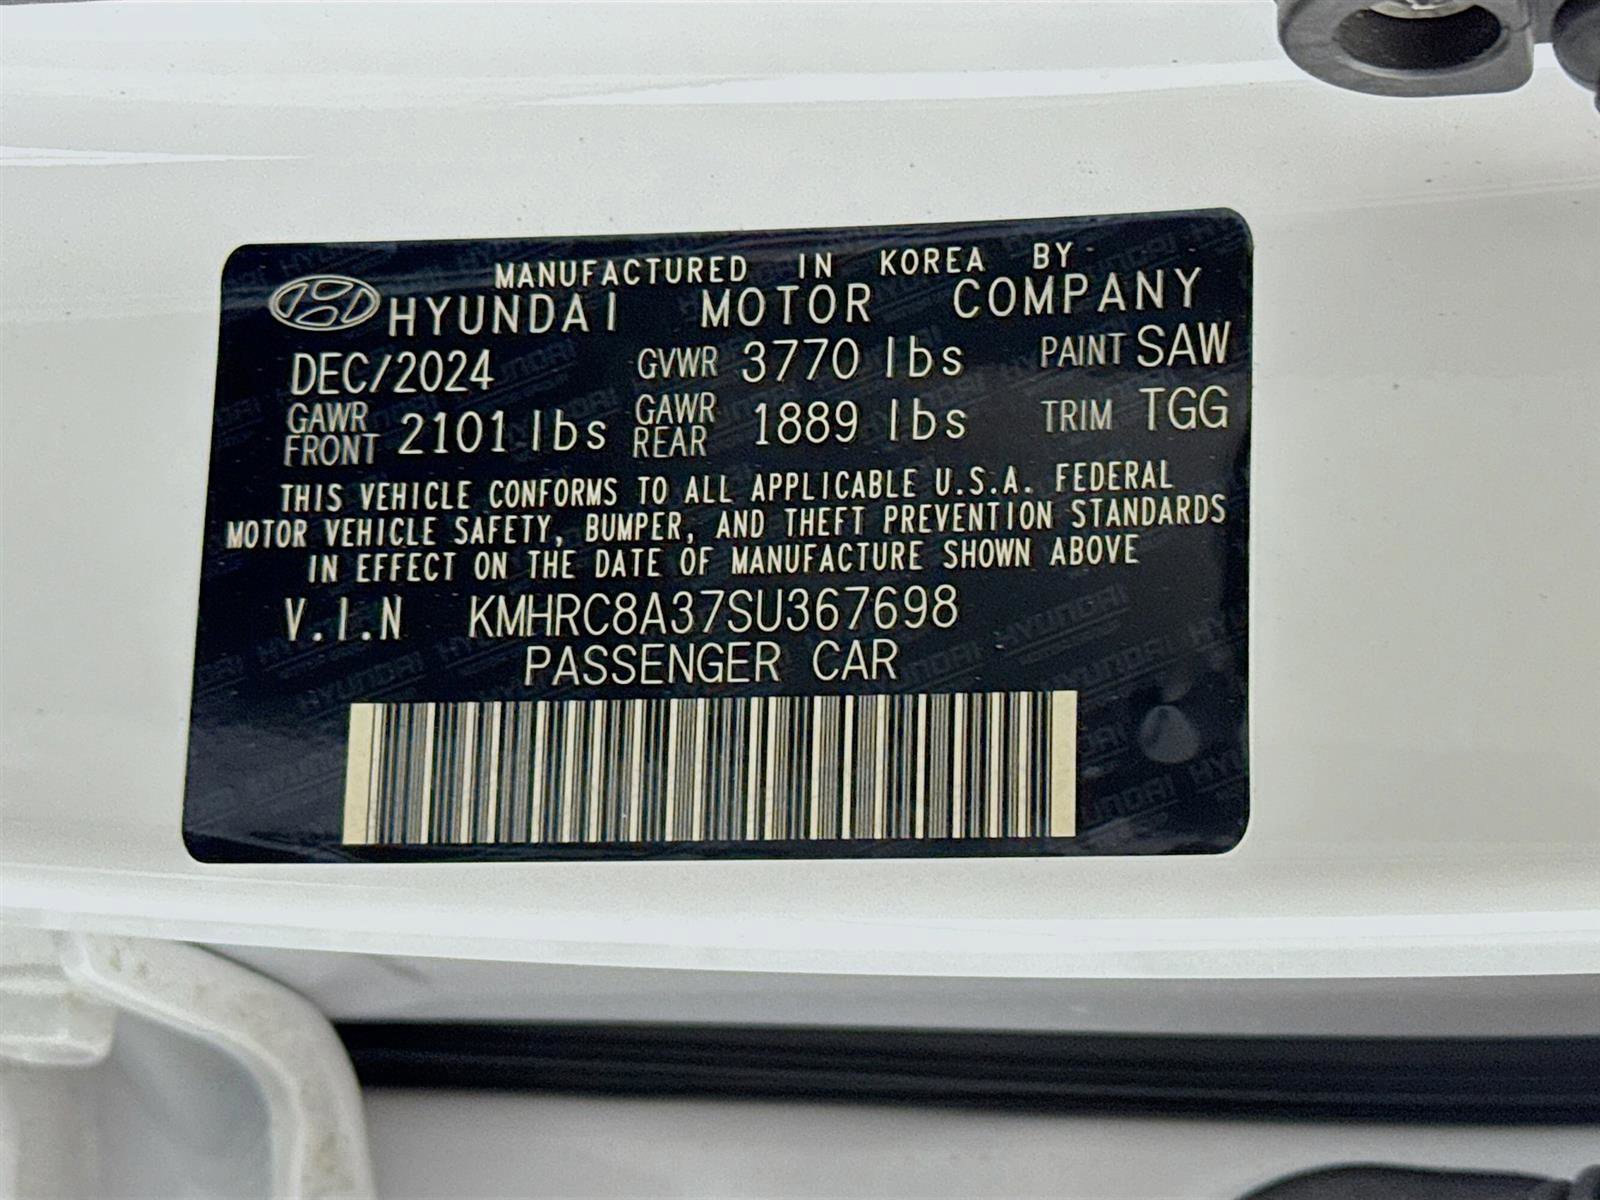 MANUFACTURED IN KOREA BY
HYUNDAI MOTOR COMPANY
DEC/2024 GVWR 3770 lbs PAINT SAW
GAWR FRONT 2101 lbs GAWR REAR 1889 lbs TRIM TGG
THIS VEHICLE CONFORMS TO ALL APPLICABLE U.S.A. FEDERAL
MOTOR VEHICLE SAFETY, BUMPER, AND THEFT PREVENTION STANDARDS
IN EFFECT ON THE DATE OF MANUFACTURE SHOWN ABOVE
V.I.N KMHRC8A37SU367698
PASSENGER CAR